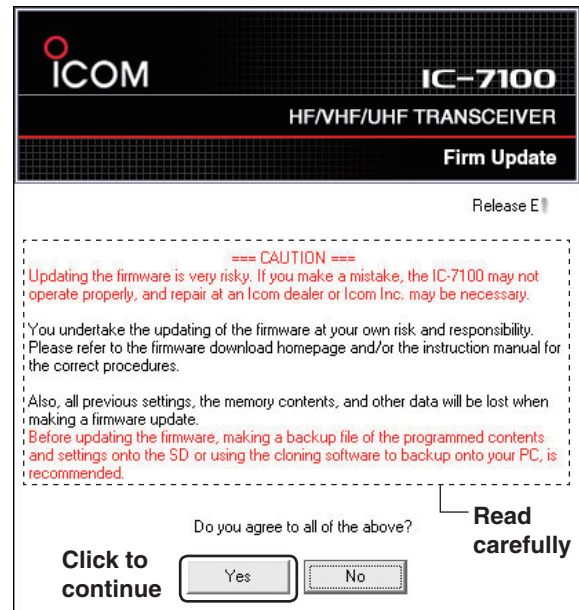 ICOM
IC-7100
HF/VHF/UHF TRANSCEIVER
Firm Update
Release E
=== CAUTION ===
Updating the firmware is very risky. If you make a mistake, the IC-7100 may not
operate properly, and repair at an Icom dealer or Icom Inc. may be necessary.
You undertake the updating of the firmware at your own risk and responsibility.
Please refer to the firmware download homepage and/or the instruction manual for
the correct procedures.
Also, all previous settings, the memory contents, and other data will be lost when
making a firmware update.
Before updating the firmware, making a backup file of the programmed contents
and settings onto the SD or using the cloning software to backup onto your PC, is
recommended.
Read
carefully
Do you agree to all of the above?
Click to
continue
Yes
No